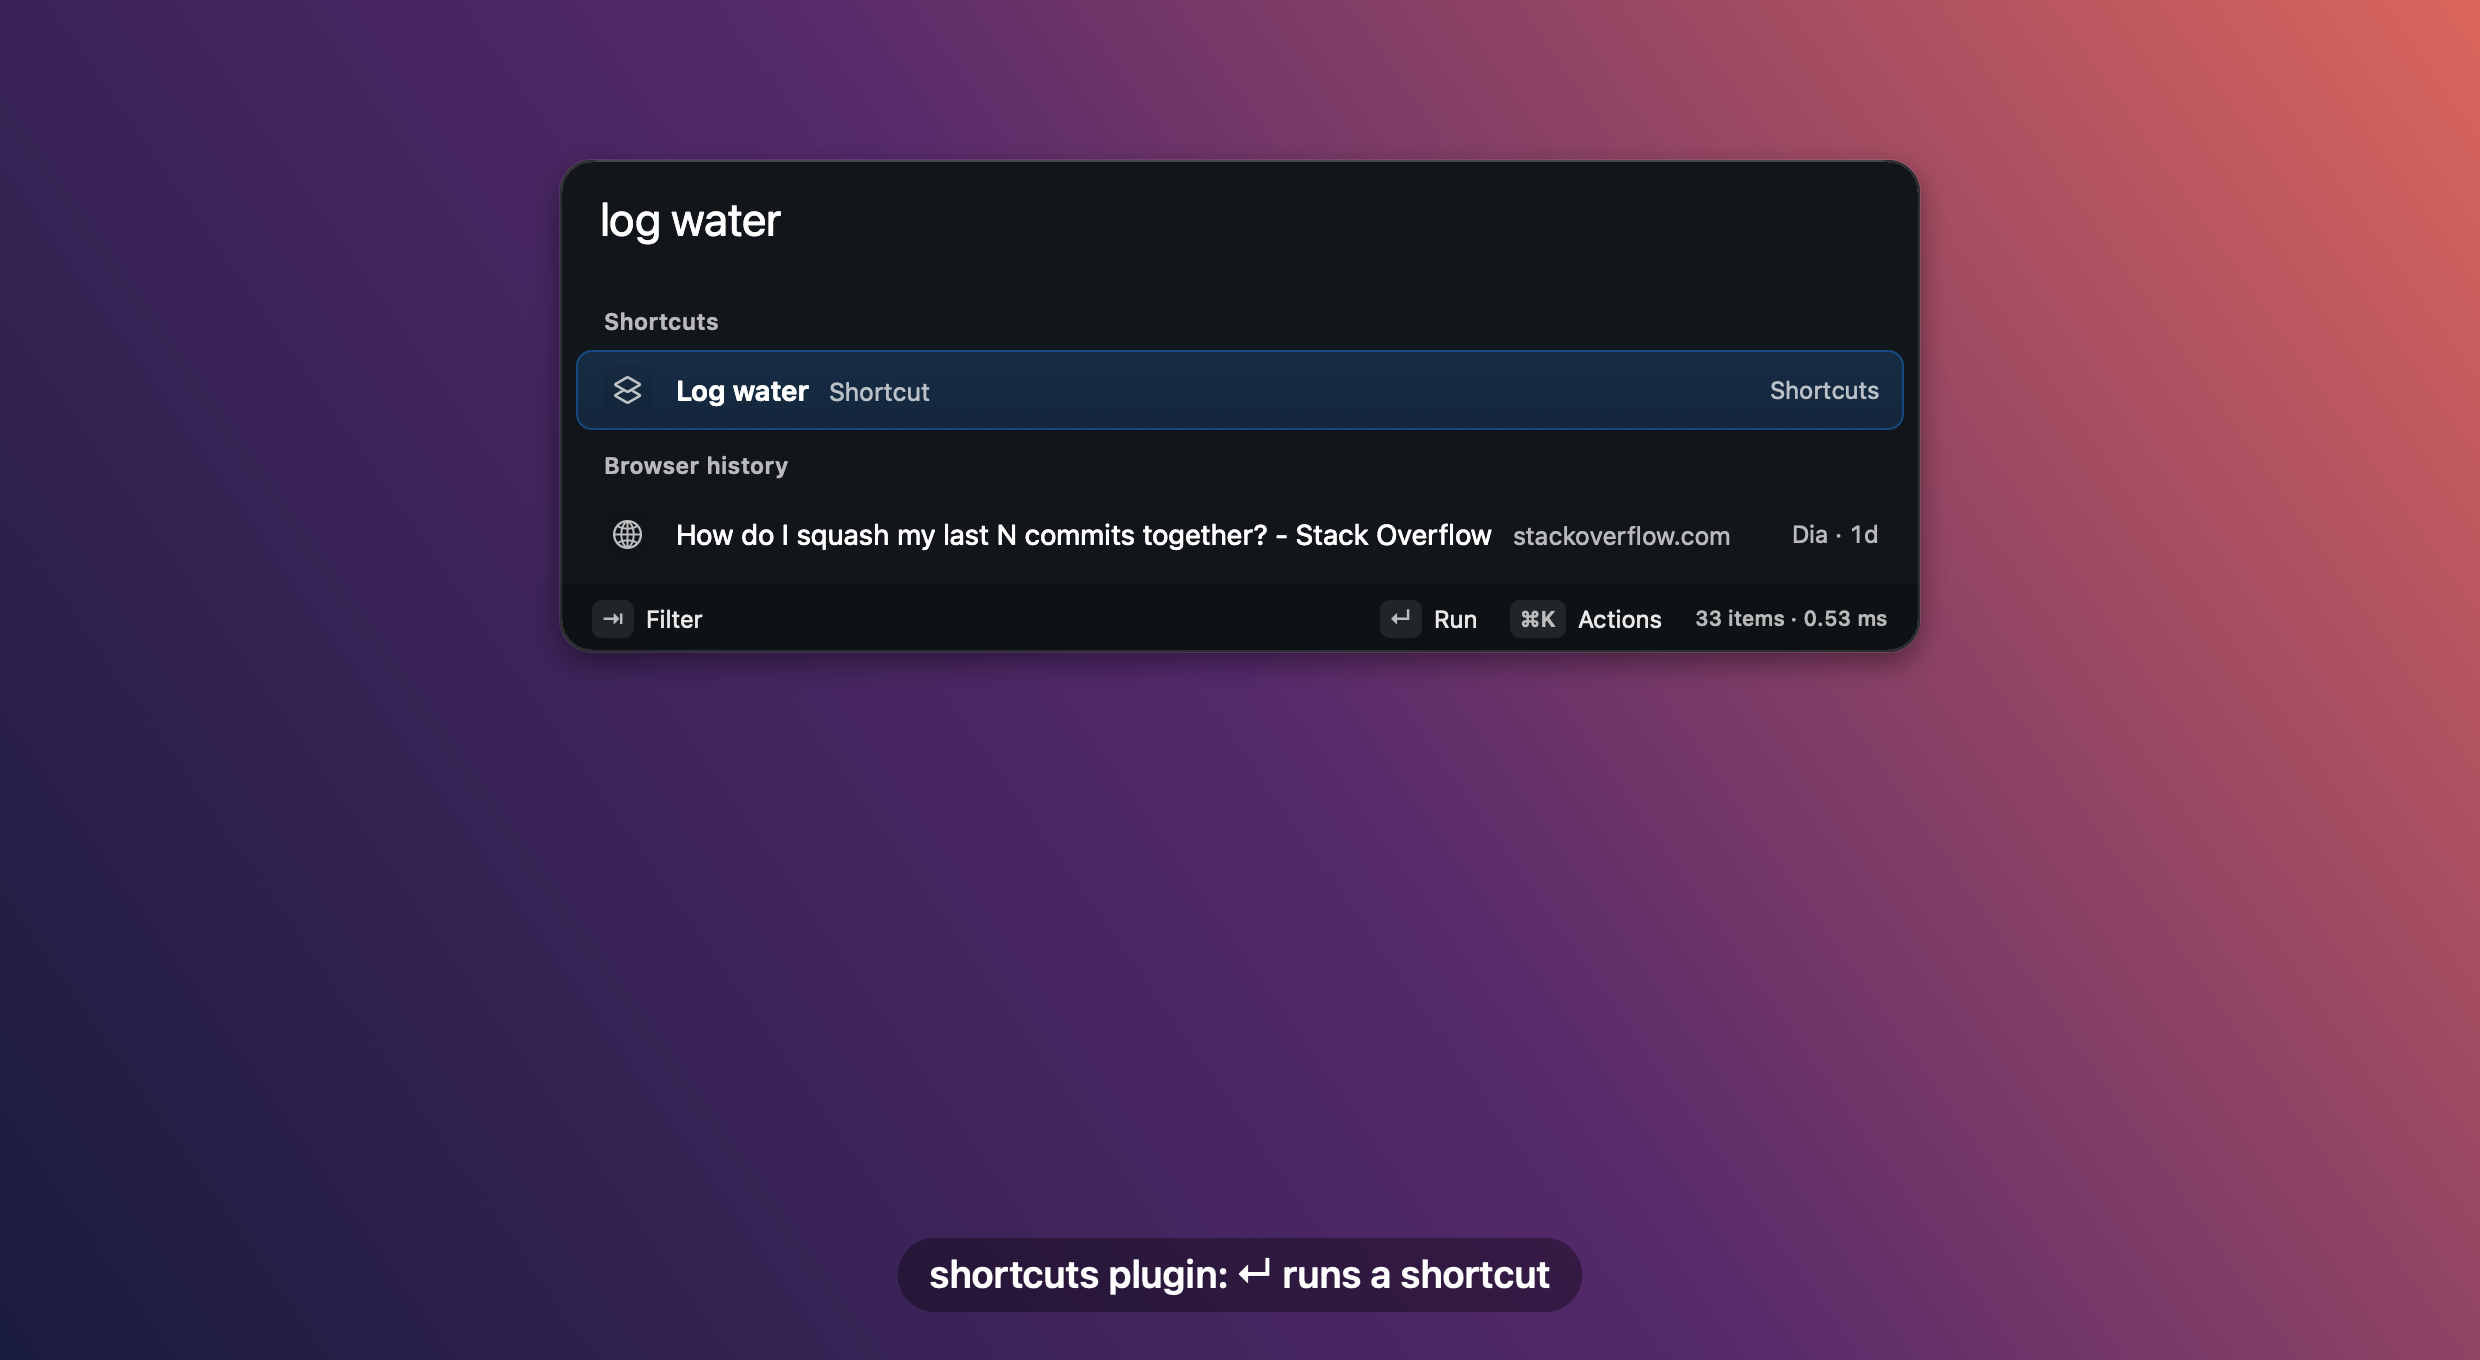 log water
Shortcuts
Log water Shortcut Shortcuts
Browser history
How do I squash my last N commits together? - Stack Overflow stackoverflow.com Dia · 1d
⇥ Filter ↵ Run ⌘K Actions 33 items · 0.53 ms
shortcuts plugin: ↵ runs a shortcut